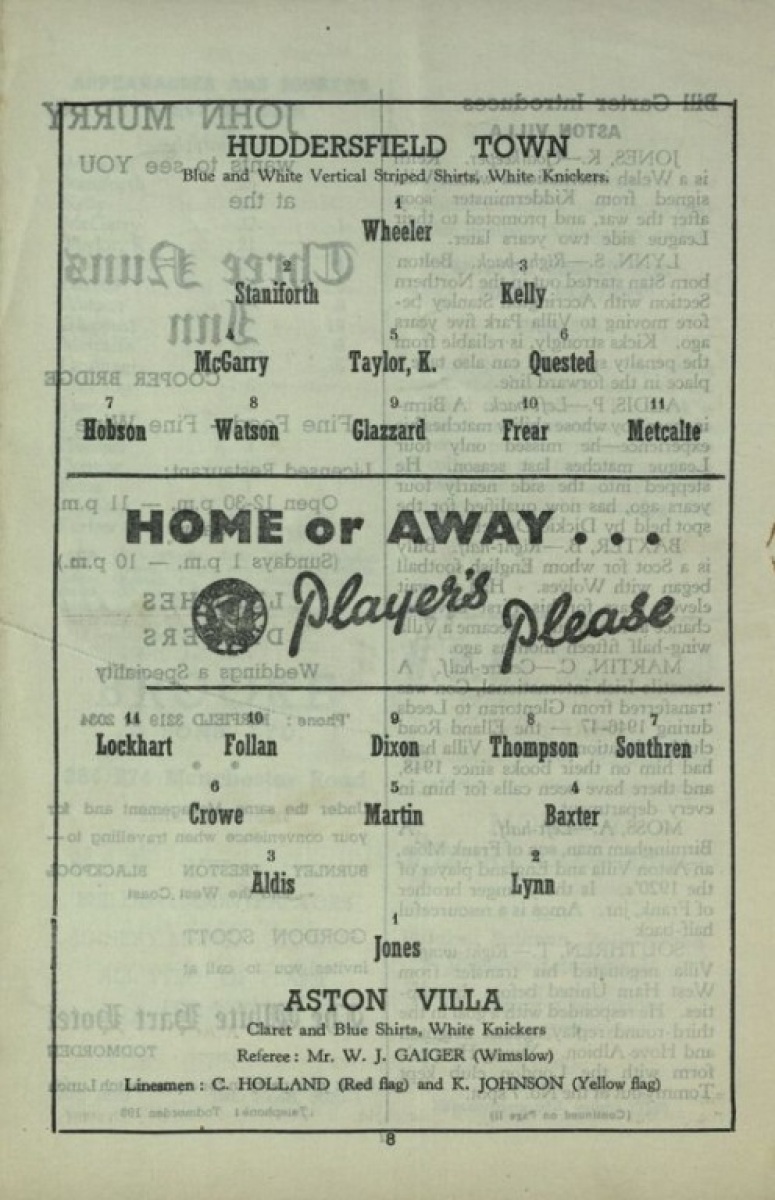 HUDDERSFIELD TOWN
Blue and White Vertical Striped Shirts, White Knickers.
1
Wheeler
2 3
Staniforth Kelly
4 5 6
McGarry Taylor, K. Quested
7 8 9 10 11
Hobson Watson Glazzard Frear Metcalfe
HOME or AWAY . . .
Player's Please
11 10 9 8 7
Lockhart Follan Dixon Thompson Southren
6 5 4
Crowe Martin Baxter
3 2
Aldis Lynn
1
Jones
ASTON VILLA
Claret and Blue Shirts, White Knickers
Referee : Mr. W. J. GAIGER (Wimslow)
Linesmen : C. HOLLAND (Red flag) and K. JOHNSON (Yellow flag)
8